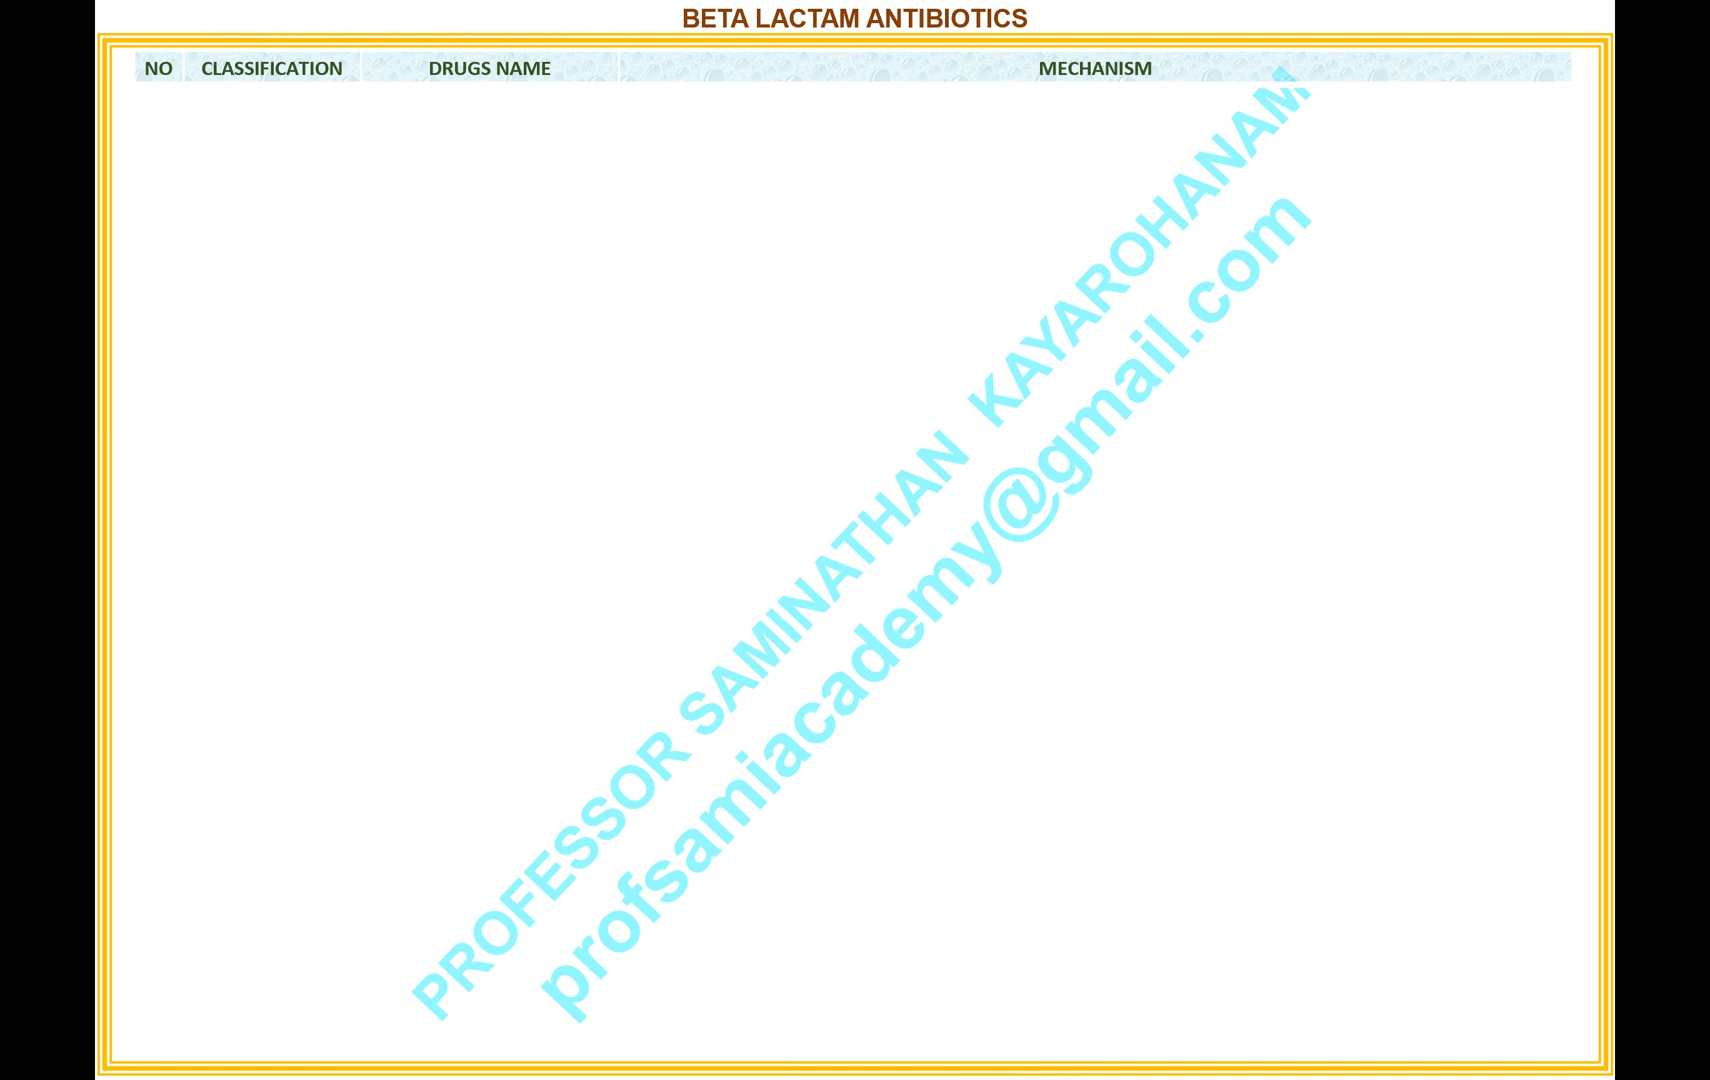 BETA LACTAM ANTIBIOTICS
NO CLASSIFICATION DRUGS NAME MECHANISM
PROFESSOR SAMINATHAN KAYAROHANAM
profsamiacademy@gmail.com